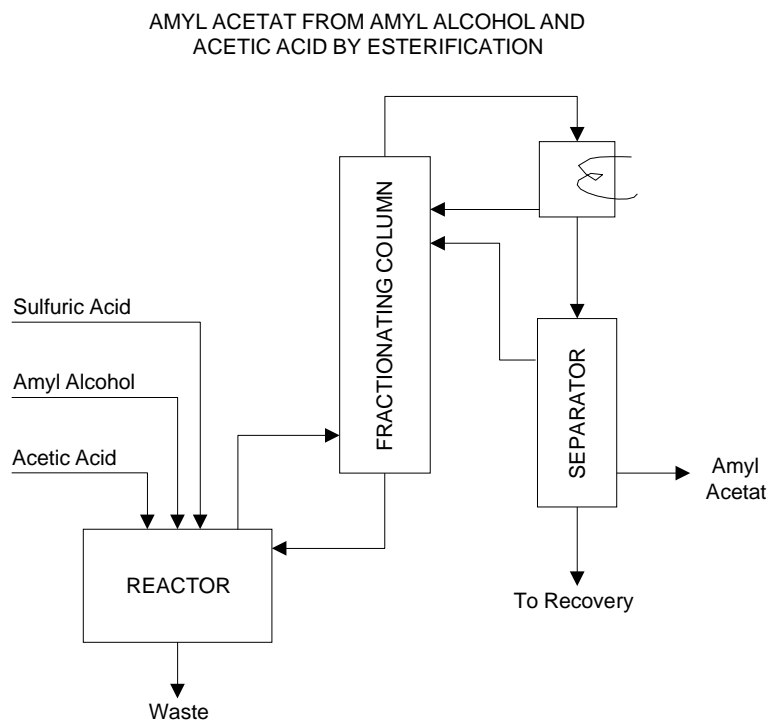 AMYL ACETAT FROM AMYL ALCOHOL AND
ACETIC ACID BY ESTERIFICATION
FRACTIONATING COLUMN
Sulfuric Acid
Amyl Alcohol
Acetic Acid
SEPARATOR
Amyl
Acetat
REACTOR
To Recovery
Waste